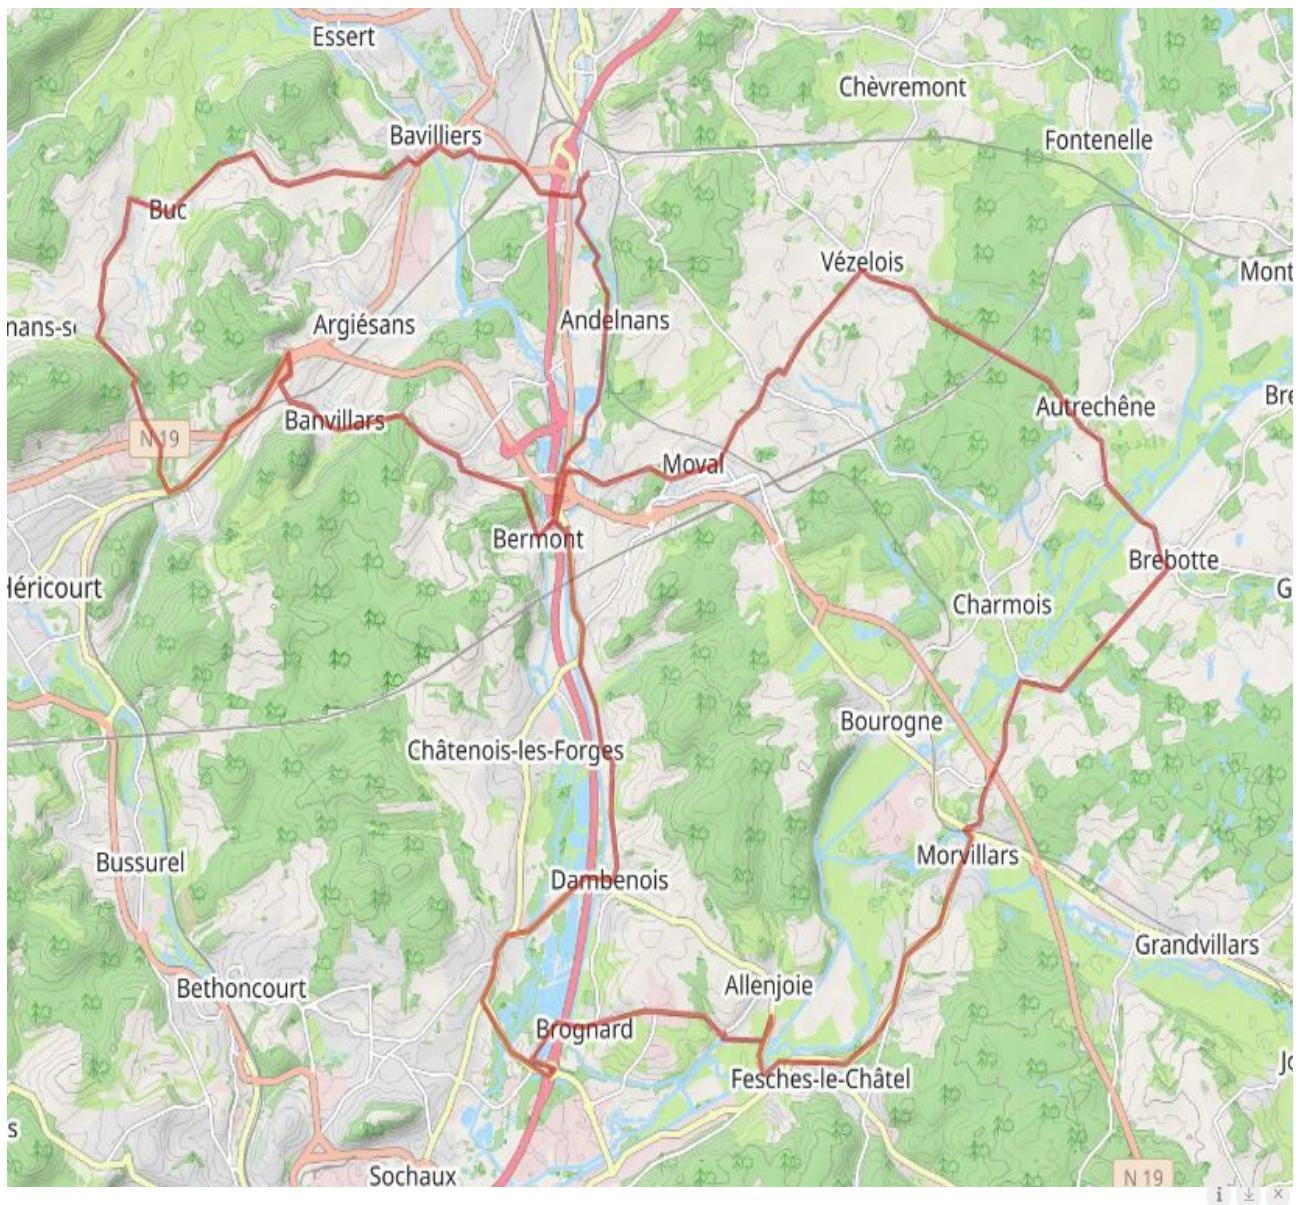 Essert
Chèvremont
Bavilliers
Fontenelle
Buc
Vézelois
Mont
nans-s
Argiésans
Andelnans
Bre
Autrechêne
Banvillars
N 19
Moval
Bermont
Brebotte
Héricourt
G
Charmois
Bourogne
Châtenois-les-Forges
Morvillars
Bussurel
Dambenois
Grandvillars
Allenjoie
Bethoncourt
Brognard
Jo
Fesches-le-Châtel
s
Sochaux
N 19